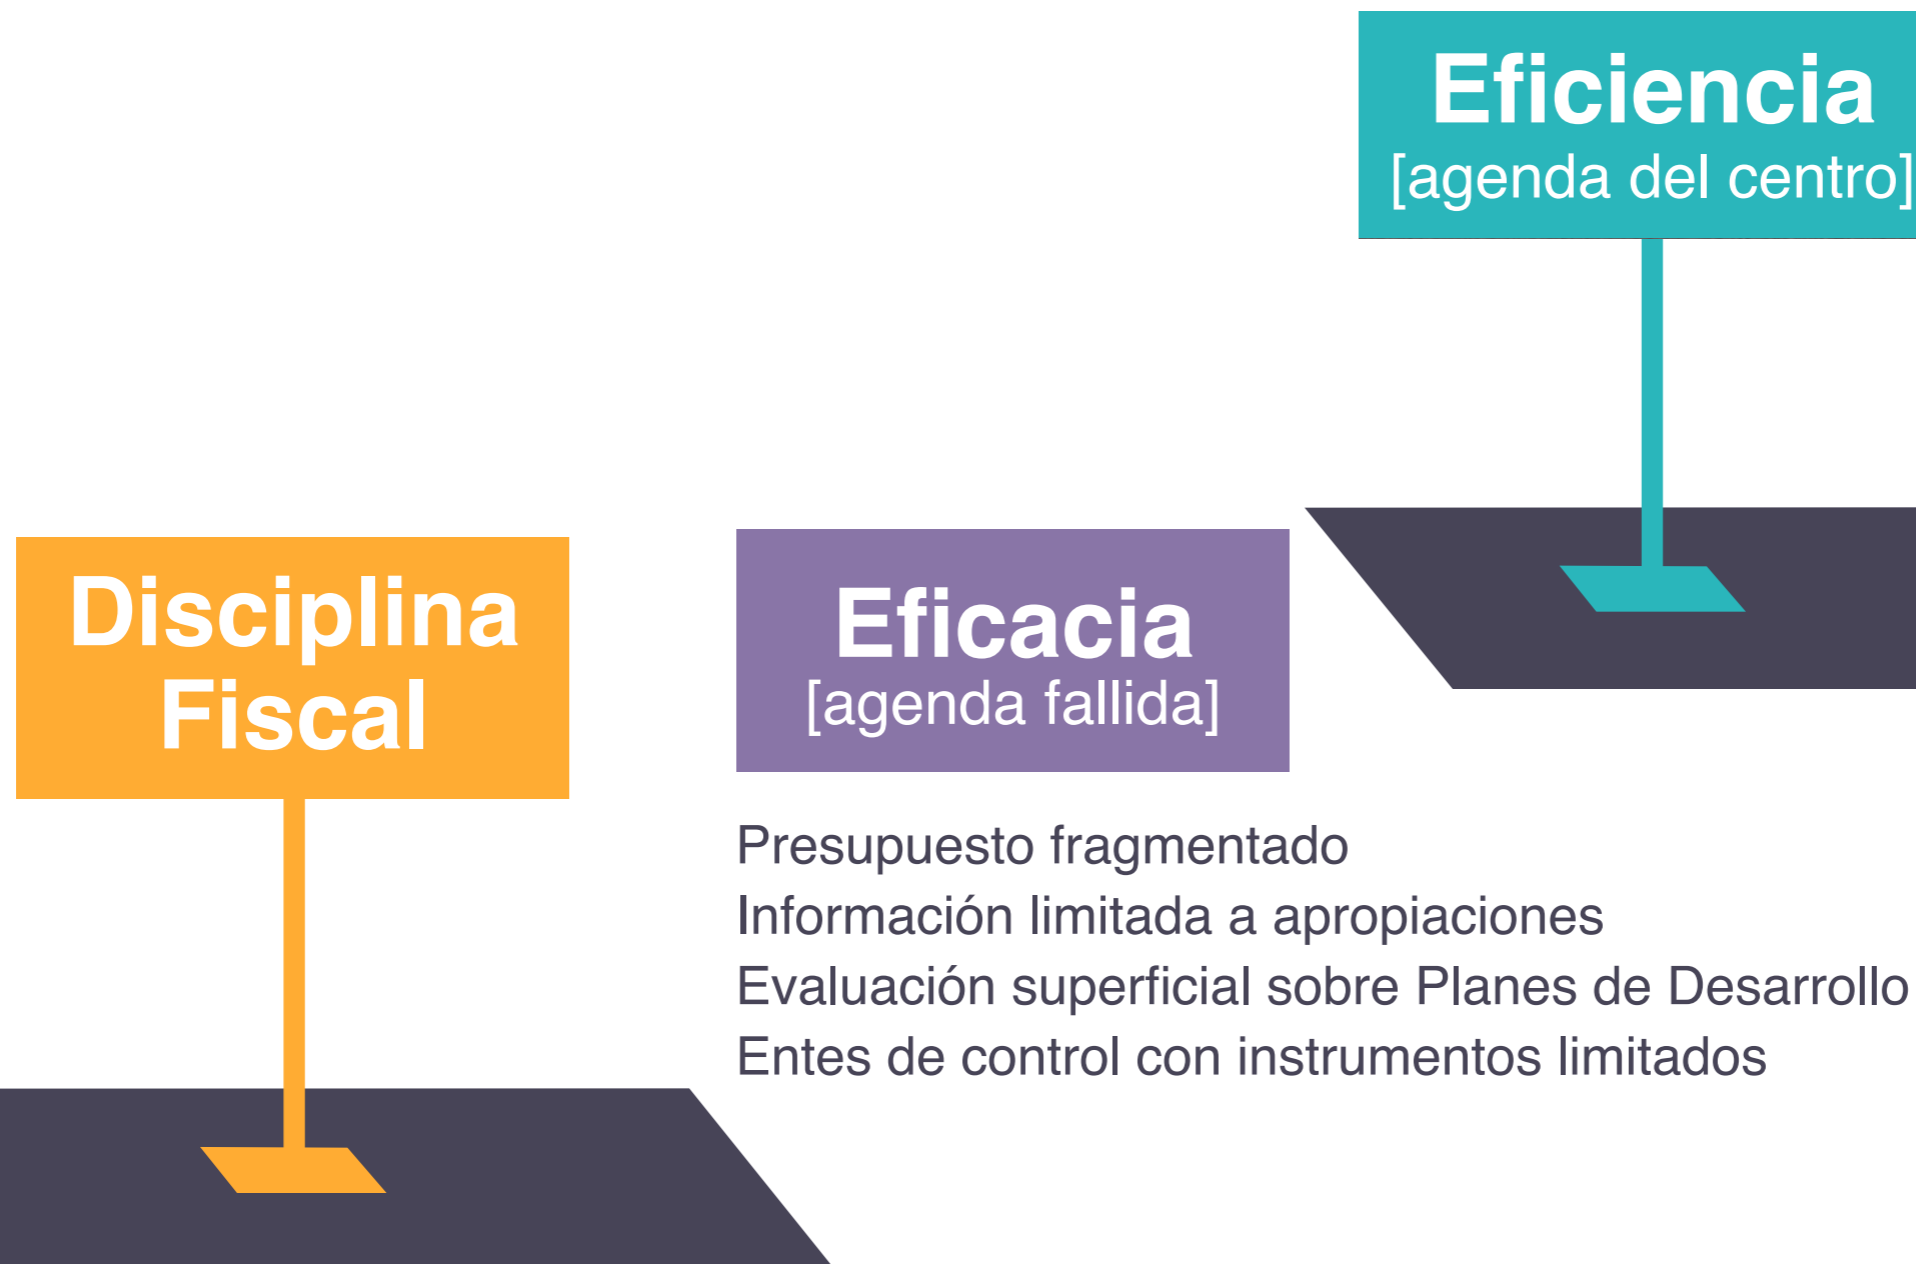 Eficiencia
[agenda del centro]
Disciplina
Fiscal
Eficacia
[agenda fallida]
Presupuesto fragmentado
Información limitada a apropiaciones
Evaluación superficial sobre Planes de Desarrollo
Entes de control con instrumentos limitados